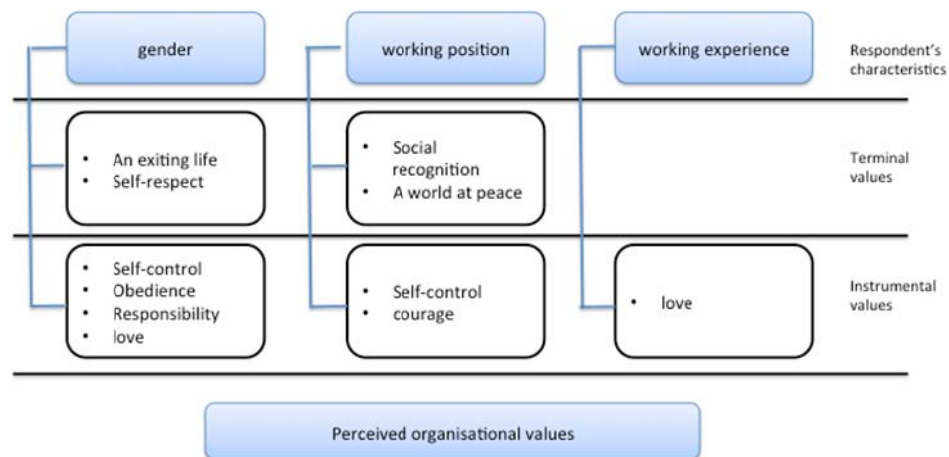 gender
working position
working experience
Respondent's
characteristics
• An exiting life
• Self-respect
• Social
recognition
• A world at peace
Terminal
values
• Self-control
• Obedience
• Responsibility
• love
• Self-control
• courage
• love
Instrumental
values
Perceived organisational values